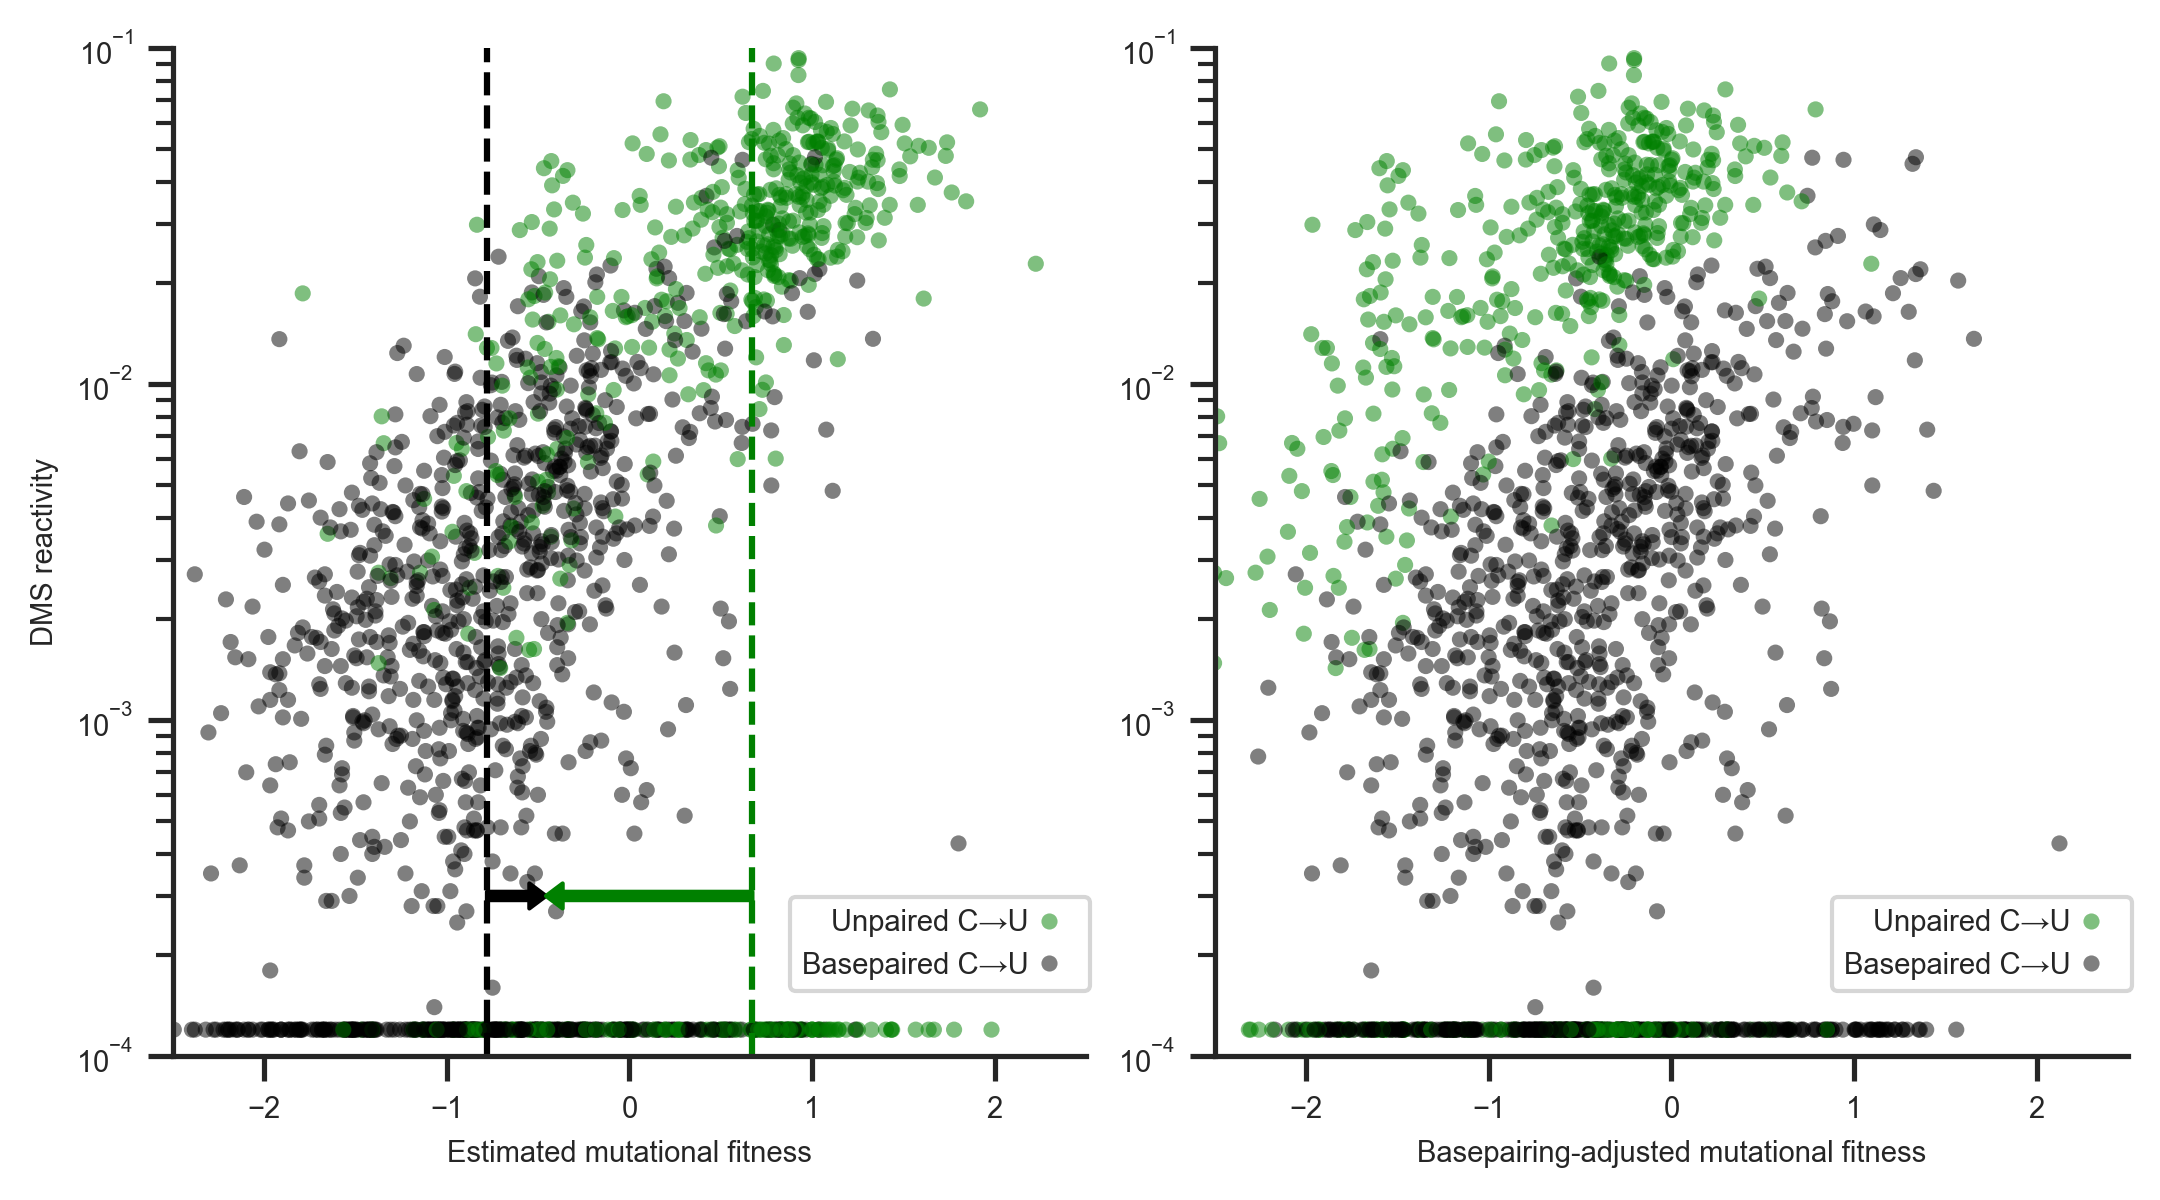 10⁻¹
10⁻²
10⁻³
10⁻⁴
DMS reactivity
−2 −1 0 1 2
Estimated mutational fitness
Unpaired C→U
Basepaired C→U
10⁻¹
10⁻²
10⁻³
10⁻⁴
−2 −1 0 1 2
Basepairing-adjusted mutational fitness
Unpaired C→U
Basepaired C→U